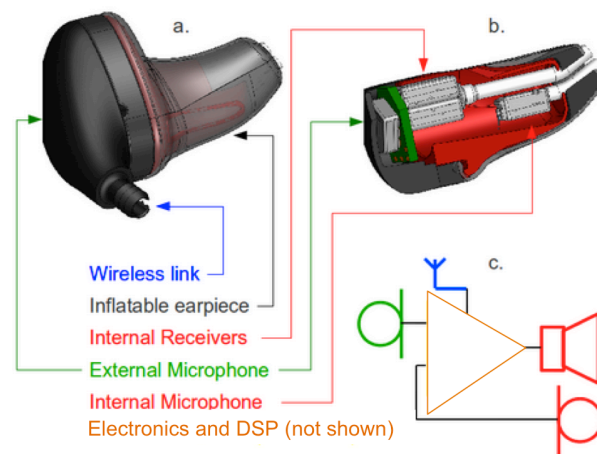 a.
b.
Wireless link
Inflatable earpiece
Internal Receivers
External Microphone
Internal Microphone
Electronics and DSP (not shown)
c.